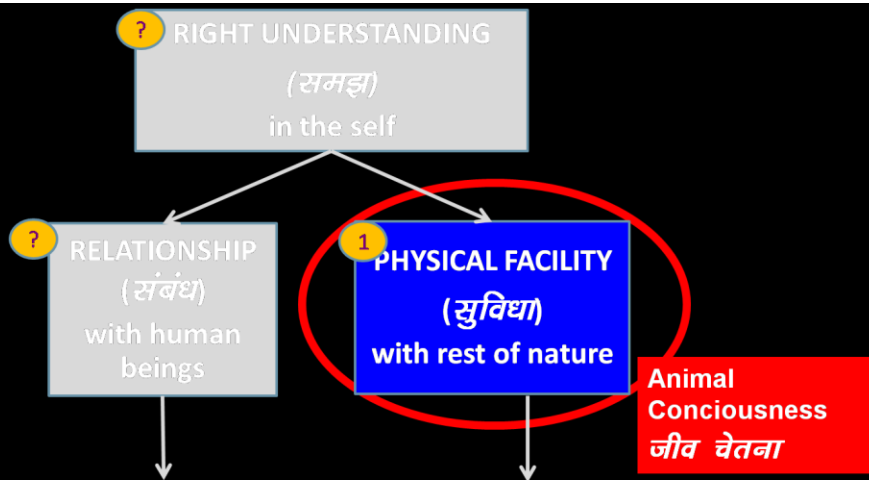 ?
RIGHT UNDERSTANDING
(समझ)
in the self
?
RELATIONSHIP
(संबंध)
with human
beings
1
PHYSICAL FACILITY
(सुविधा)
with rest of nature
Animal
Conciousness
जीव चेतना